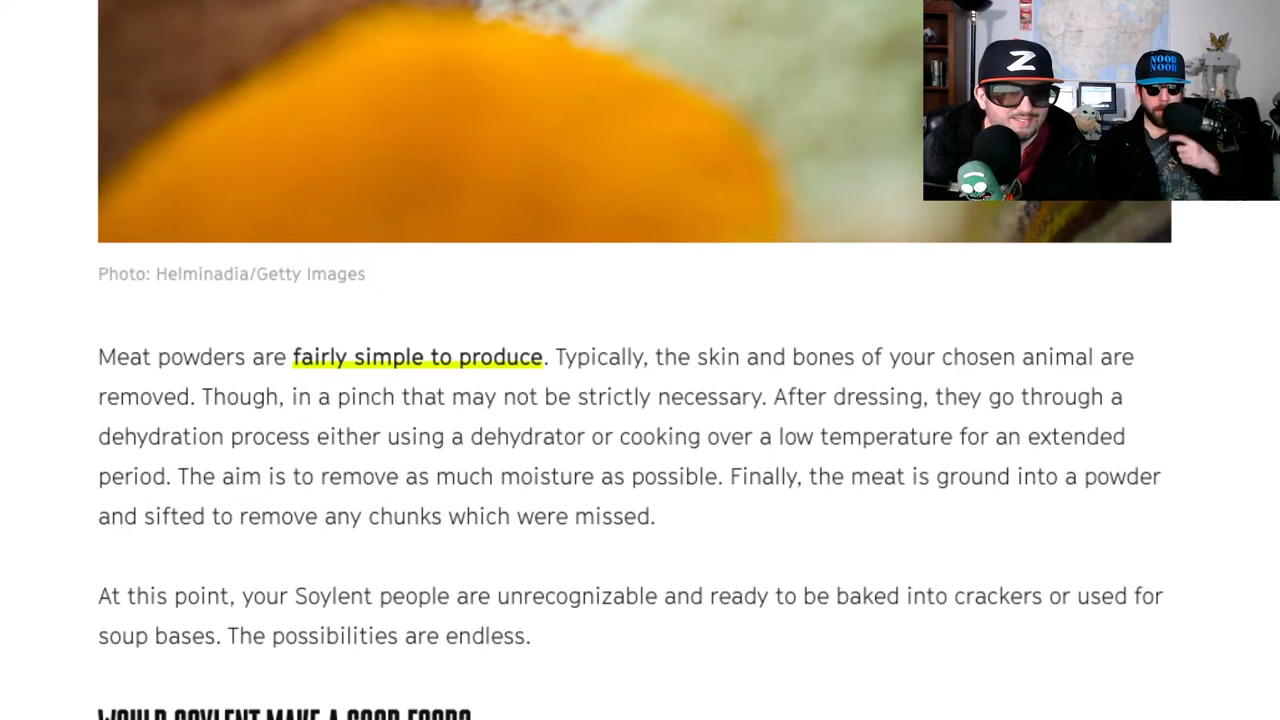 Z
NOOB
NOOB
Photo: Helminadia/Getty Images
Meat powders are fairly simple to produce. Typically, the skin and bones of your chosen animal are
removed. Though, in a pinch that may not be strictly necessary. After dressing, they go through a
dehydration process either using a dehydrator or cooking over a low temperature for an extended
period. The aim is to remove as much moisture as possible. Finally, the meat is ground into a powder
and sifted to remove any chunks which were missed.
At this point, your Soylent people are unrecognizable and ready to be baked into crackers or used for
soup bases. The possibilities are endless.
WOULD SOYLENT MAKE A GOOD FOOD?